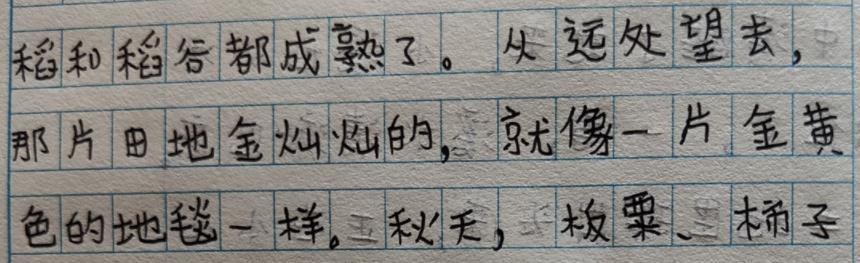 稻和稻谷都成熟了。从远处望去，
那片田地金灿灿的，就像一片金黄
色的地毯一样。秋天，板栗、柿子